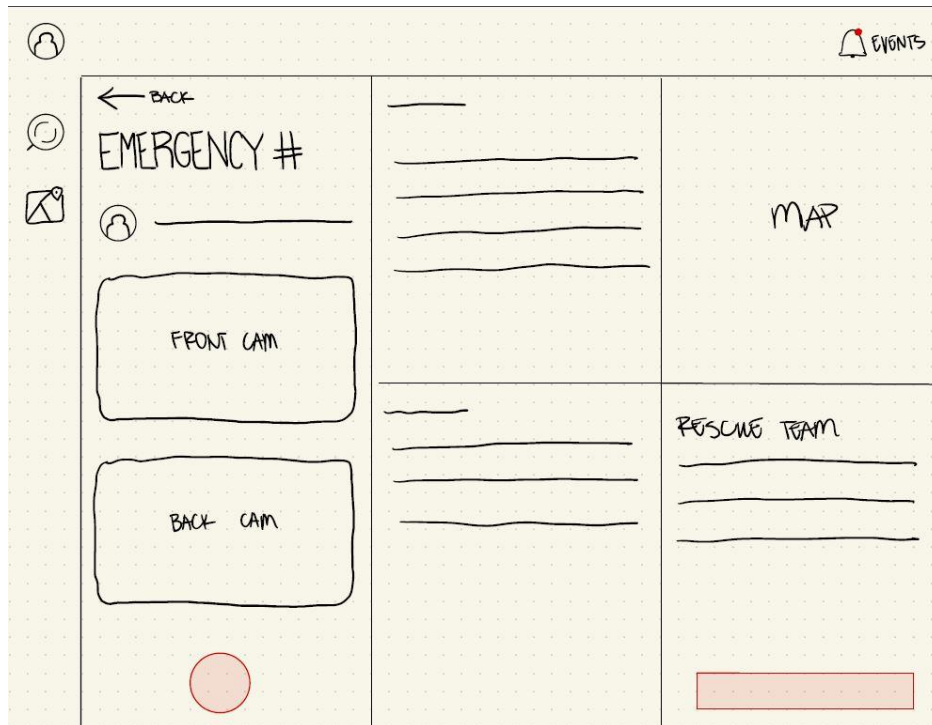 EVENTS
BACK
EMERGENCY #
FRONT CAM
BACK CAM
MAP
RESCUE TEAM